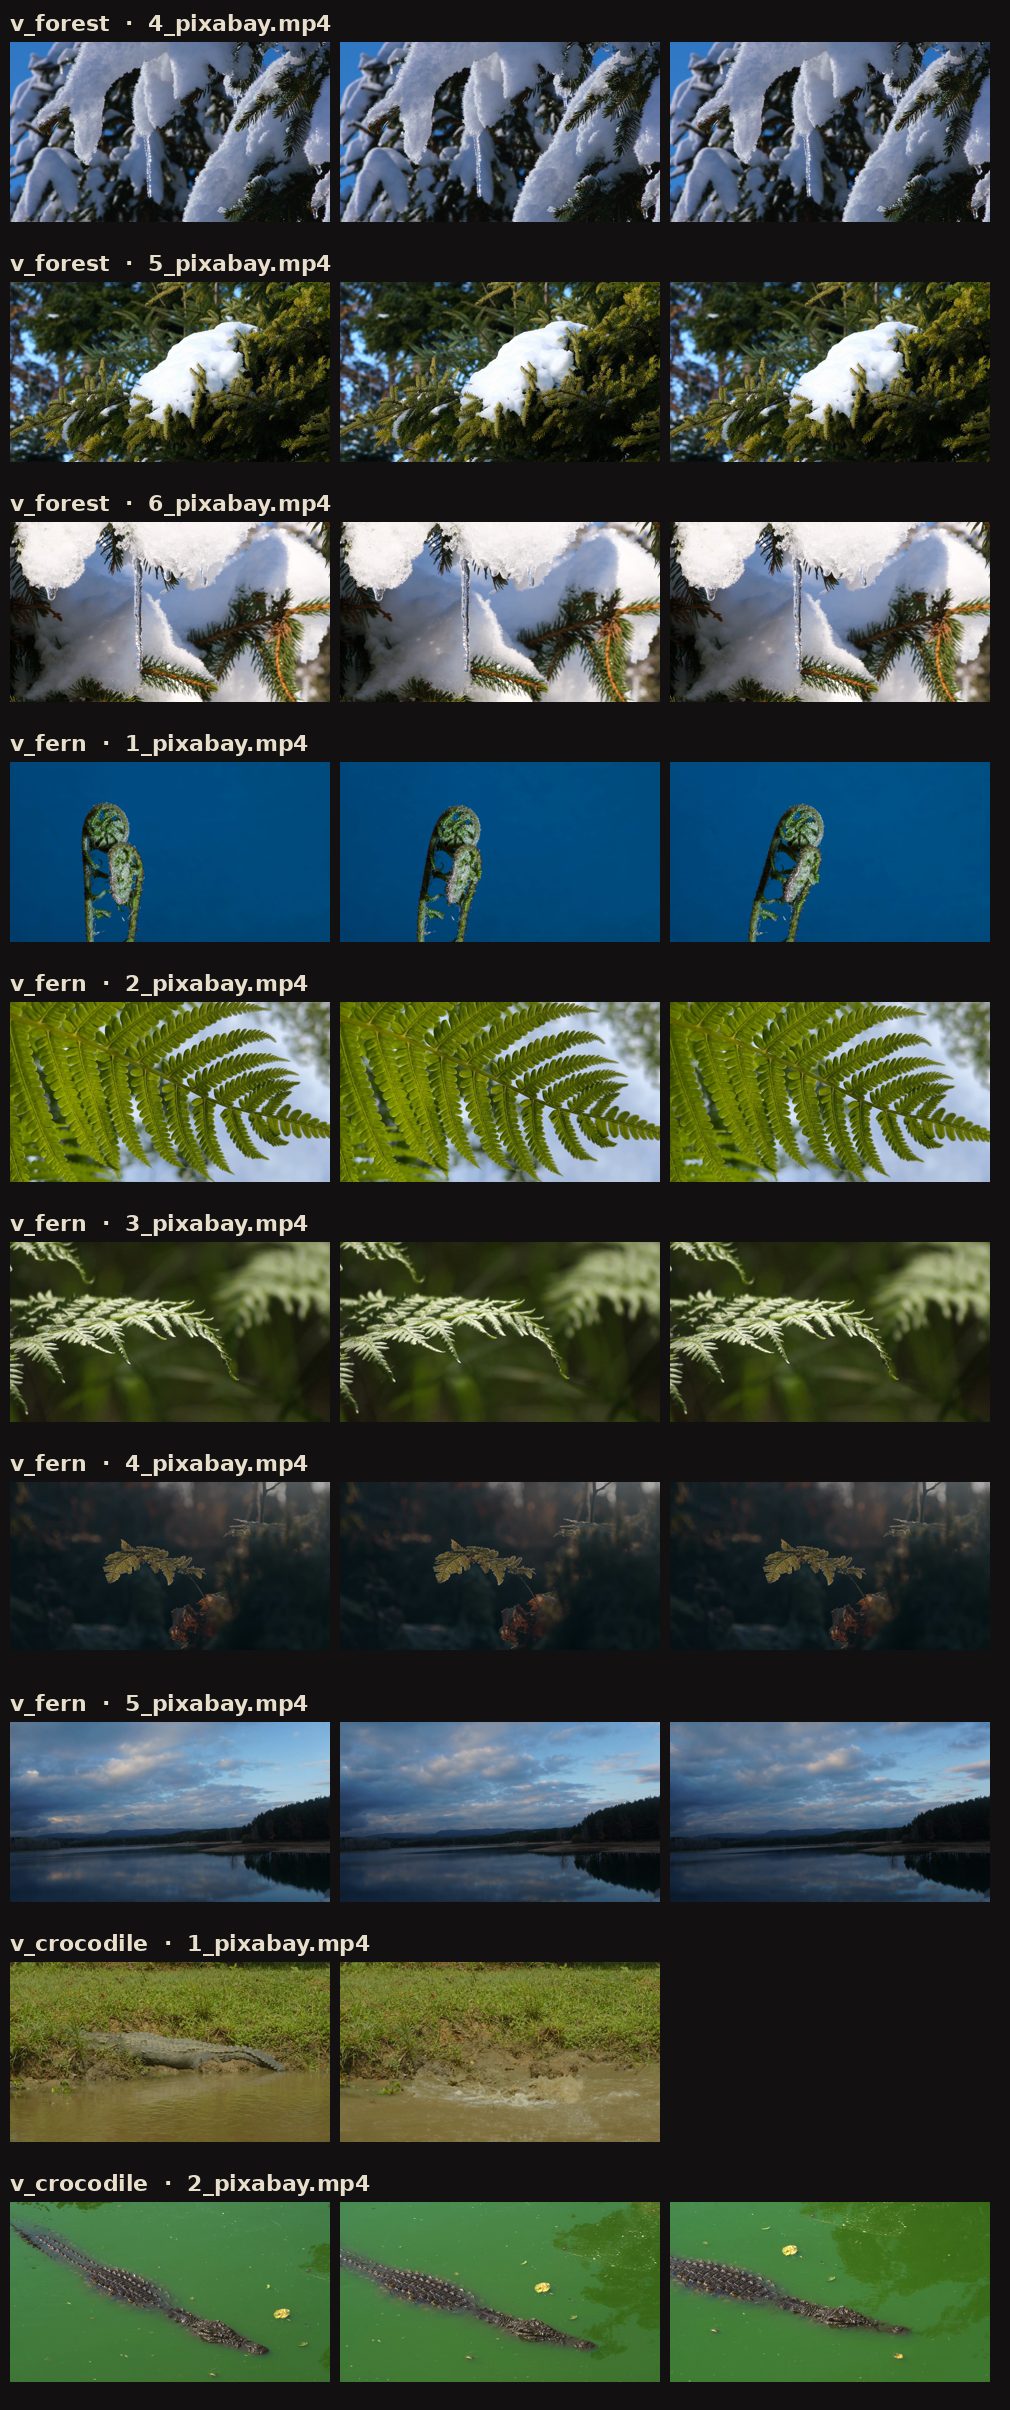 v_forest · 4_pixabay.mp4
v_forest · 5_pixabay.mp4
v_forest · 6_pixabay.mp4
v_fern · 1_pixabay.mp4
v_fern · 2_pixabay.mp4
v_fern · 3_pixabay.mp4
v_fern · 4_pixabay.mp4
v_fern · 5_pixabay.mp4
v_crocodile · 1_pixabay.mp4
v_crocodile · 2_pixabay.mp4